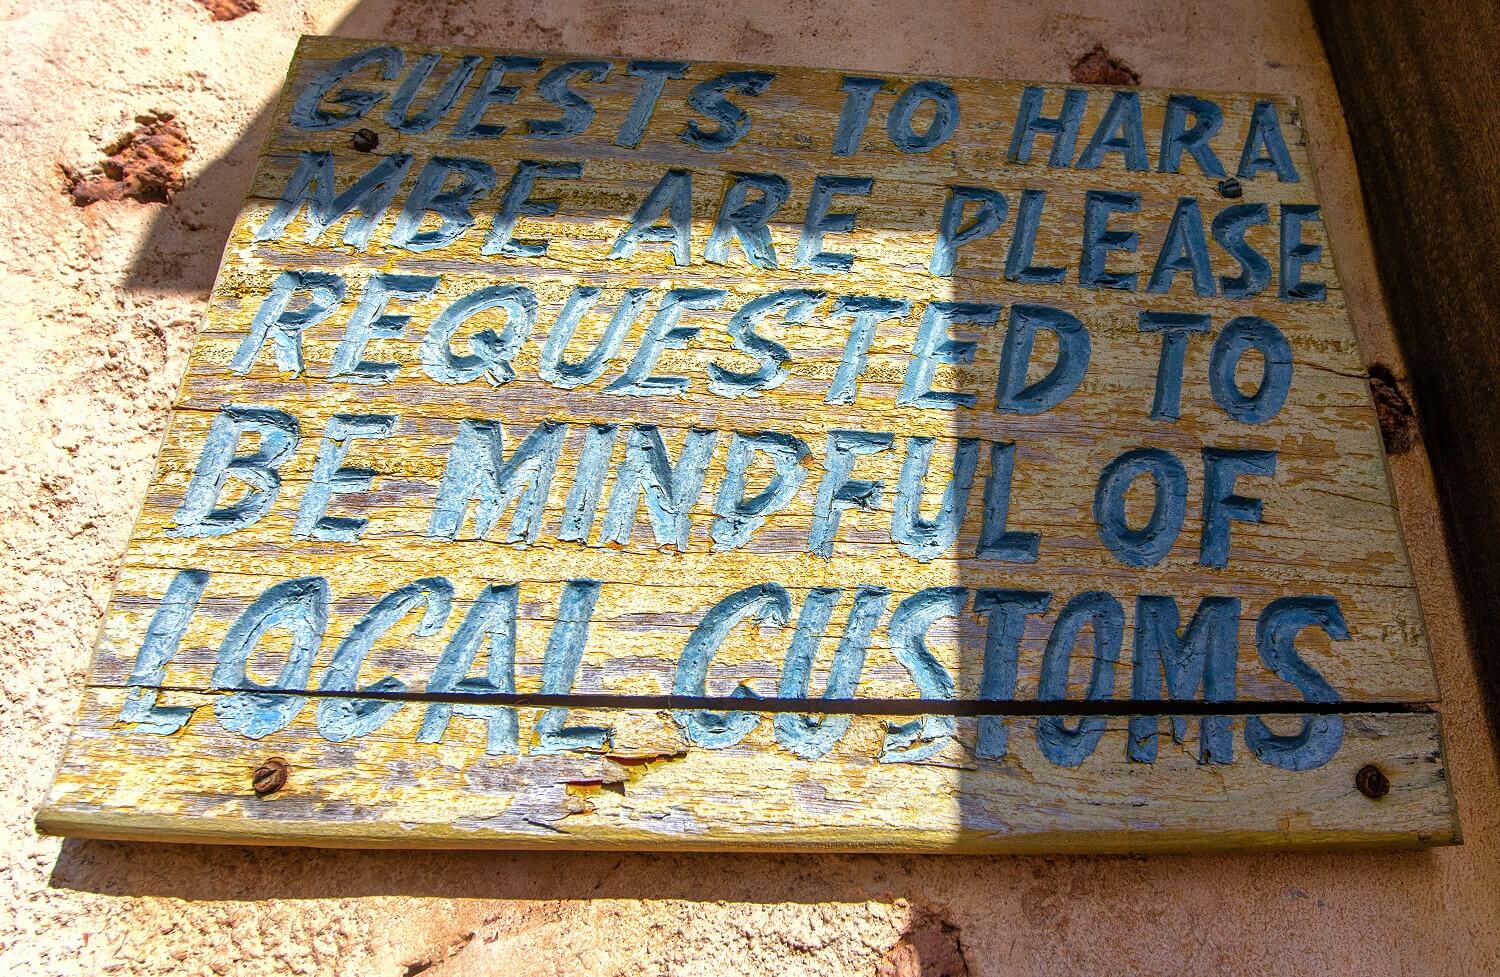 GUESTS TO HARA
MBE ARE PLEASE
REQUESTED TO
BE MINDFUL OF
LOCAL CUSTOMS